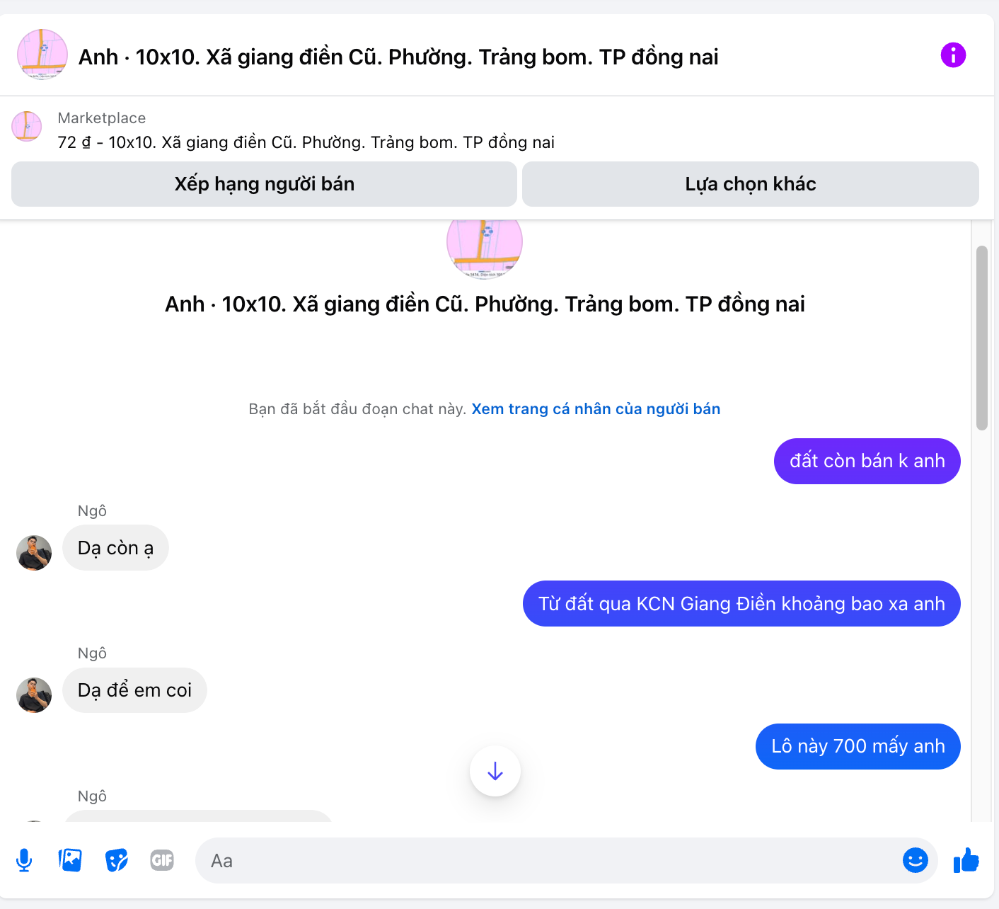 Anh · 10x10. Xã giang điền Cũ. Phường. Trảng bom. TP đồng nai
Marketplace
72 ₫ - 10x10. Xã giang điền Cũ. Phường. Trảng bom. TP đồng nai
Xếp hạng người bán
Lựa chọn khác
Anh · 10x10. Xã giang điền Cũ. Phường. Trảng bom. TP đồng nai
Bạn đã bắt đầu đoạn chat này. Xem trang cá nhân của người bán
đất còn bán k anh
Ngô
Dạ còn ạ
Từ đất qua KCN Giang Điền khoảng bao xa anh
Ngô
Dạ để em coi
Lô này 700 mấy anh
Ngô
GIF
Aa